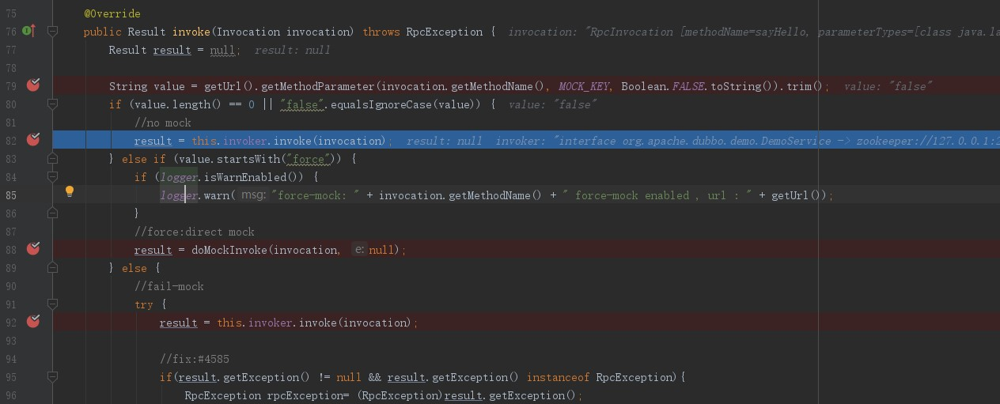 75 @Override
76 public Result invoke(Invocation invocation) throws RpcException { invocation: "RpcInvocation [methodName=sayHello, parameterTypes=[class java.la
77 Result result = null; result: null
78
79 String value = getUrl().getMethodParameter(invocation.getMethodName(), MOCK_KEY, Boolean.FALSE.toString()).trim(); value: "false"
80 if (value.length() == 0 || "false".equalsIgnoreCase(value)) { value: "false"
81 //no mock
82 result = this.invoker.invoke(invocation); result: null invoker: "interface org.apache.dubbo.demo.DemoService -> zookeeper://127.0.0.1:2
83 } else if (value.startsWith("force")) {
84 if (logger.isWarnEnabled()) {
85 logger.warn( msg: "force-mock: " + invocation.getMethodName() + " force-mock enabled , url : " + getUrl());
86 }
87 //force:direct mock
88 result = doMockInvoke(invocation, e: null);
89 } else {
90 //fail-mock
91 try {
92 result = this.invoker.invoke(invocation);
93
94 //fix:#4585
95 if(result.getException() != null && result.getException() instanceof RpcException){
96 RpcException rpcException= (RpcException)result.getException();